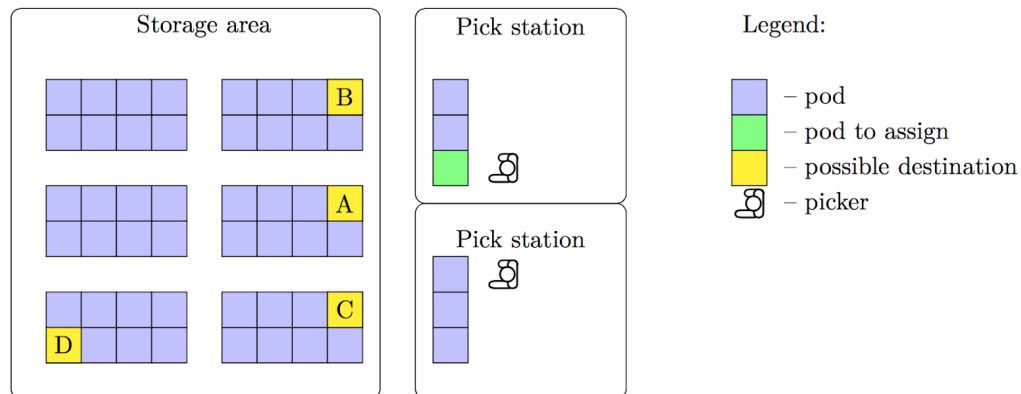 Storage area
B
A
C
D
Pick station
Pick station
Legend:
– pod
– pod to assign
– possible destination
– picker